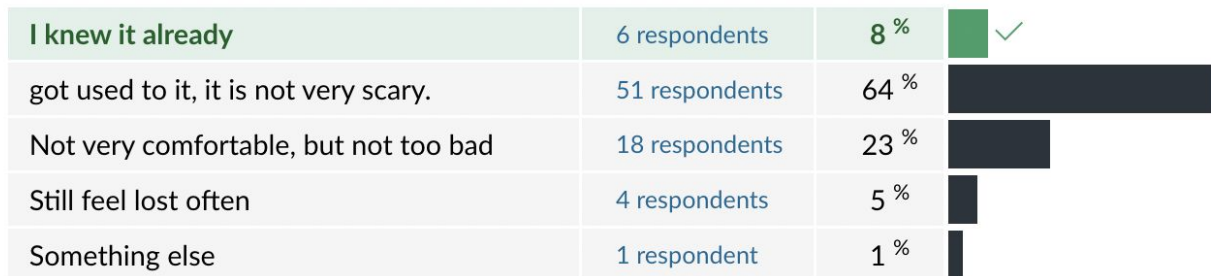 I knew it already 6 respondents 8 %
got used to it, it is not very scary. 51 respondents 64 %
Not very comfortable, but not too bad 18 respondents 23 %
Still feel lost often 4 respondents 5 %
Something else 1 respondent 1 %